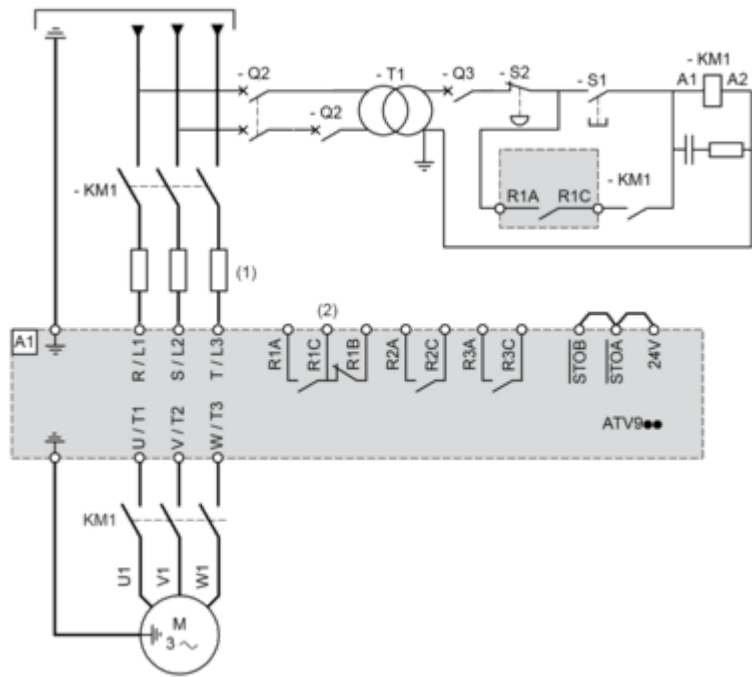 - Q2
- T1
- Q3
- S2
- S1
- KM1
A1
A2
- Q2
- KM1
R1A
R1C
- KM1
(1)
(2)
A1
R / L1
S / L2
T / L3
R1A
R1C
R1B
R2A
R2C
R3A
R3C
STOB
STOA
24V
ATV9●●
U / T1
V / T2
W / T3
KM1
U1
V1
W1
M
3 ~